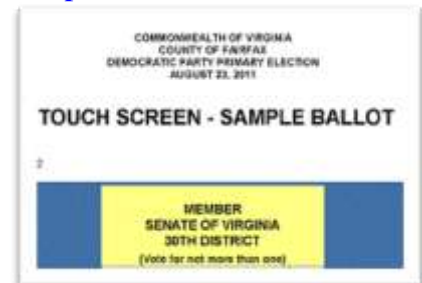 COMMONWEALTH OF VIRGINIA
COUNTY OF FAIRFAX
DEMOCRATIC PARTY PRIMARY ELECTION
AUGUST 23, 2011
TOUCH SCREEN - SAMPLE BALLOT
2
MEMBER
SENATE OF VIRGINIA
30TH DISTRICT
(Vote for not more than one)